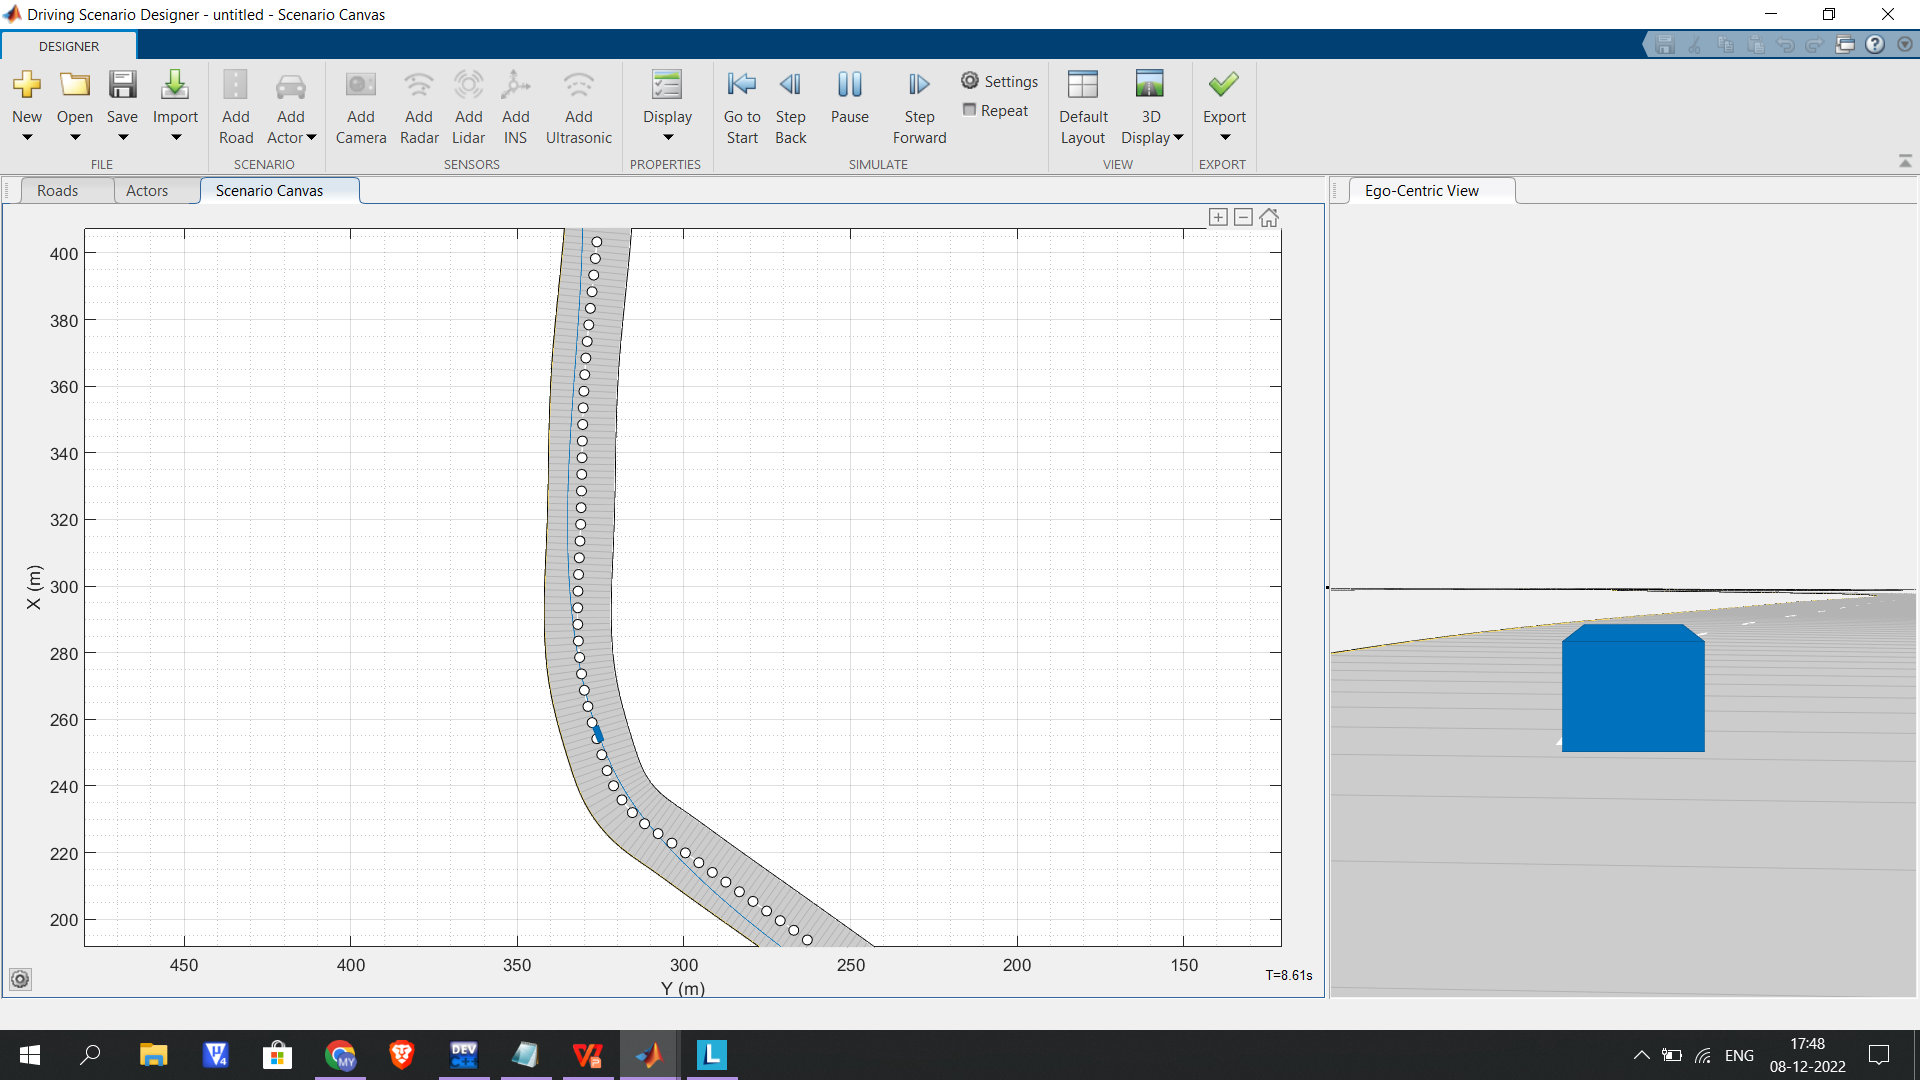 Driving Scenario Designer - untitled - Scenario Canvas
DESIGNER
New
Open
Save
Import
FILE
Add Road
Add Actor
SCENARIO
Add Camera
Add Radar
Add Lidar
Add INS
Add Ultrasonic
SENSORS
Display
PROPERTIES
Go to Start
Step Back
Pause
Step Forward
Settings
Repeat
SIMULATE
Default Layout
3D Display
VIEW
Export
EXPORT
Roads
Actors
Scenario Canvas
Ego-Centric View
400
380
360
340
320
300
280
260
240
220
200
X (m)
450
400
350
300
250
200
150
Y (m)
T=8.61s
MY
DEV
C++
L
ENG
17:48
08-12-2022